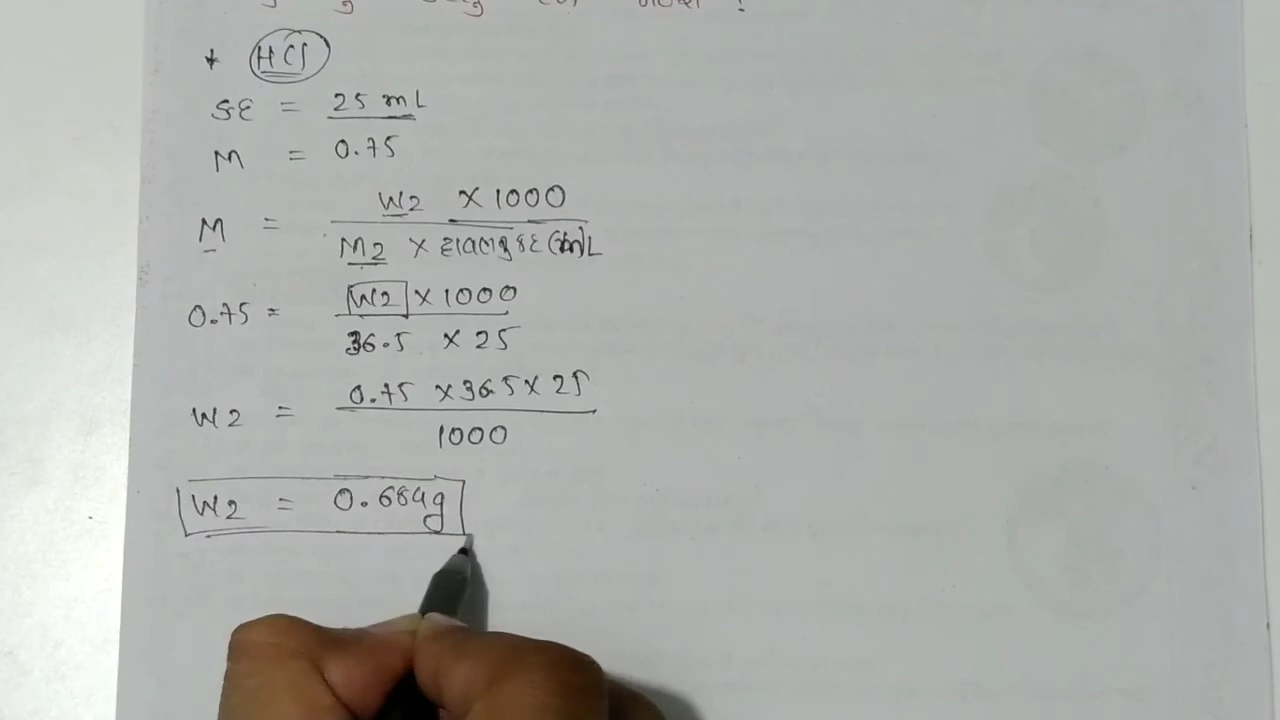 * HCl
કદ = 25 mL
M = 0.75
M = W2 × 1000
M2 × દ્રાવણનું કદ (mL
0.75 = W2 × 1000
36.5 × 25
W2 = 0.75 × 36.5 × 25
1000
W2 = 0.684g